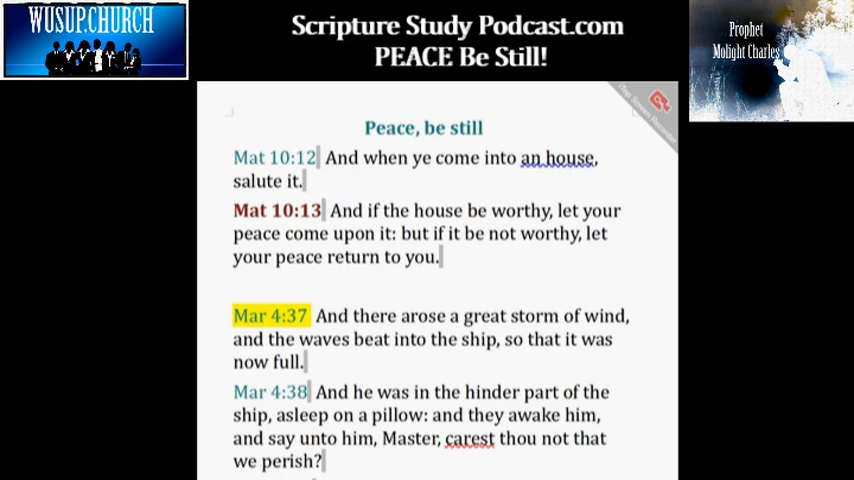 WUSUP.CHURCH
Scripture Study Podcast.com
PEACE Be Still!
Prophet
Molight Charles
iTop Screen Recorder
Peace, be still
Mat 10:12 And when ye come into an house,
salute it.
Mat 10:13 And if the house be worthy, let your
peace come upon it: but if it be not worthy, let
your peace return to you.
Mar 4:37 And there arose a great storm of wind,
and the waves beat into the ship, so that it was
now full.
Mar 4:38 And he was in the hinder part of the
ship, asleep on a pillow: and they awake him,
and say unto him, Master, carest thou not that
we perish?